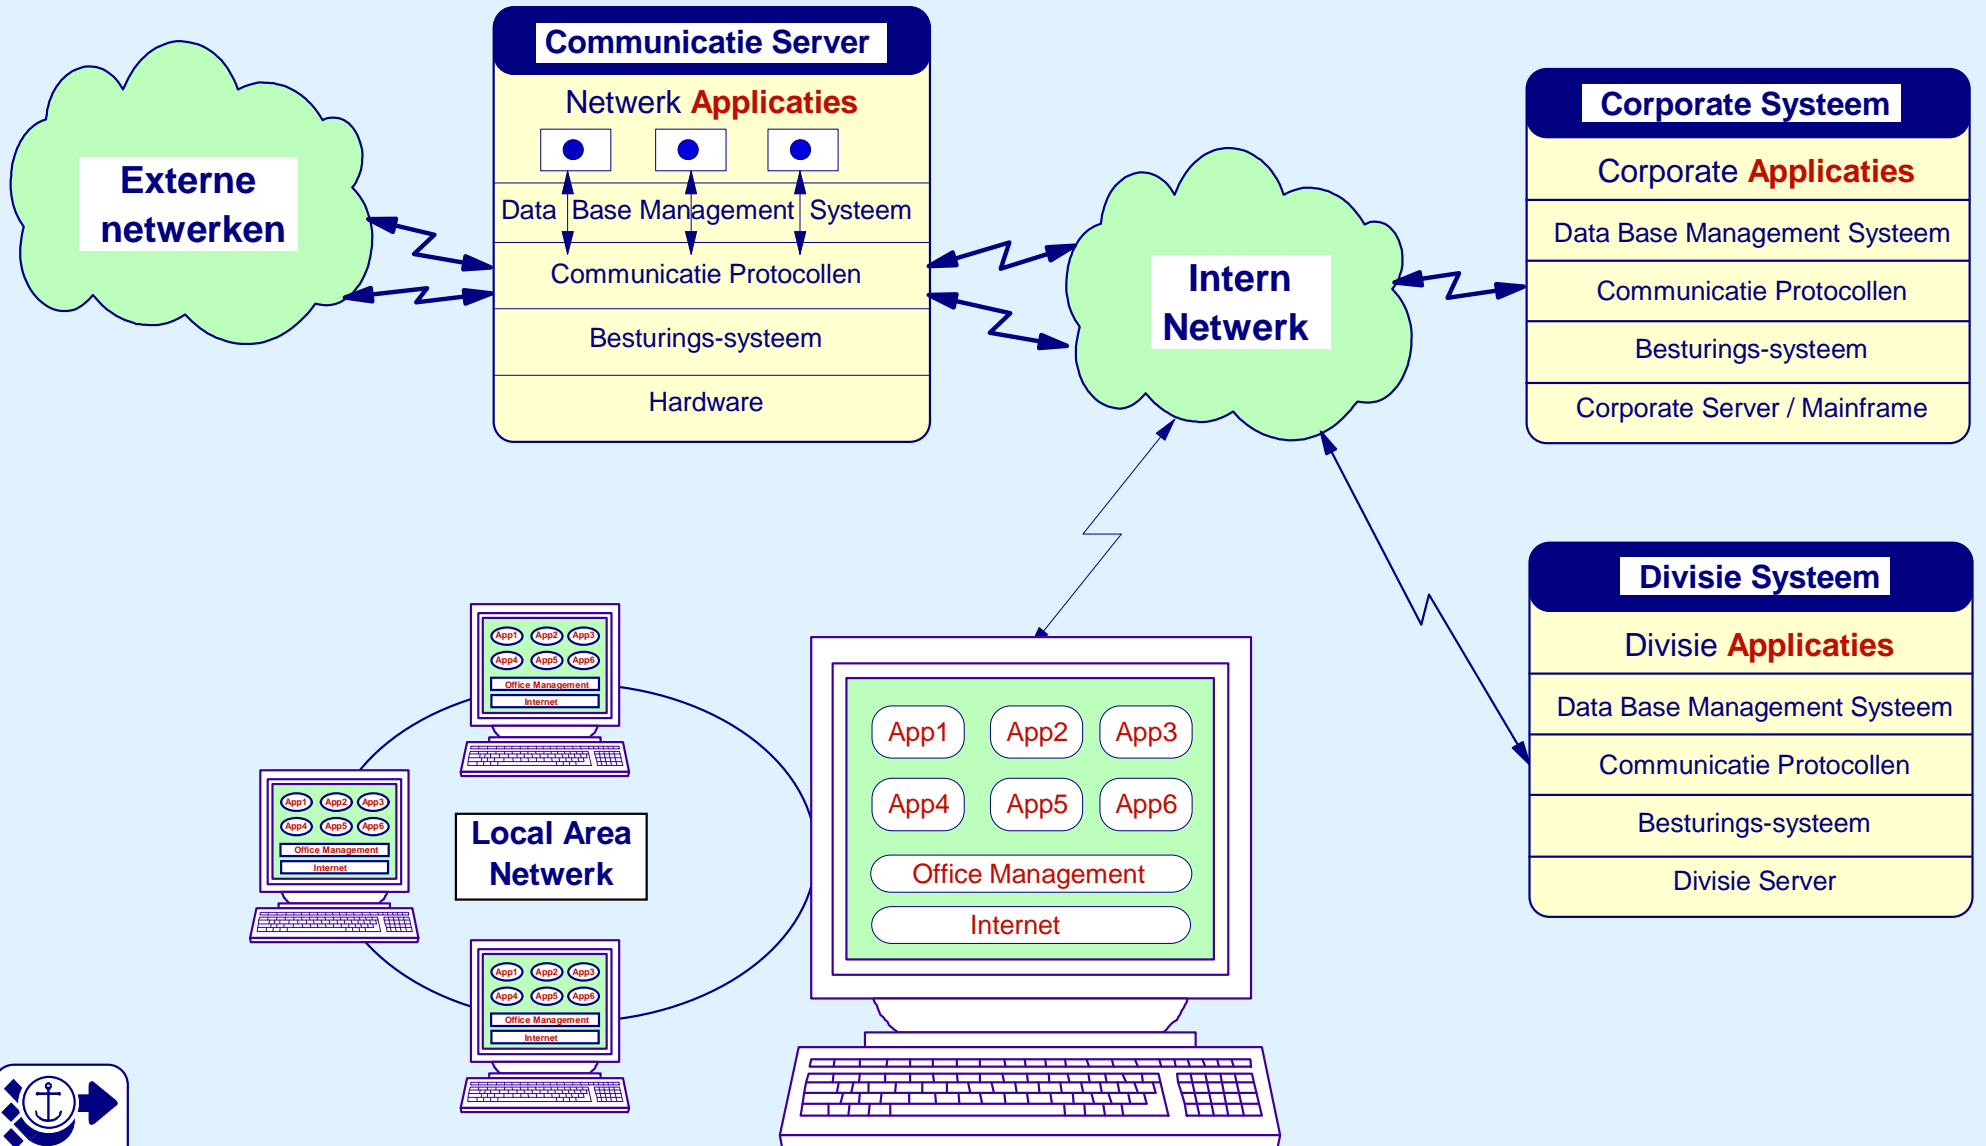 Communicatie Server
Netwerk Applicaties
Data Base Management Systeem
Communicatie Protocollen
Besturings-systeem
Hardware
Externe
netwerken
Intern
Netwerk
Corporate Systeem
Corporate Applicaties
Data Base Management Systeem
Communicatie Protocollen
Besturings-systeem
Corporate Server / Mainframe
Divisie Systeem
Divisie Applicaties
Data Base Management Systeem
Communicatie Protocollen
Besturings-systeem
Divisie Server
App1 App2 App3
App4 App5 App6
Office Management
Internet
App1 App2 App3
App4 App5 App6
Office Management
Internet
Local Area
Netwerk
App1 App2 App3
App4 App5 App6
Office Management
Internet
App1 App2 App3
App4 App5 App6
Office Management
Internet